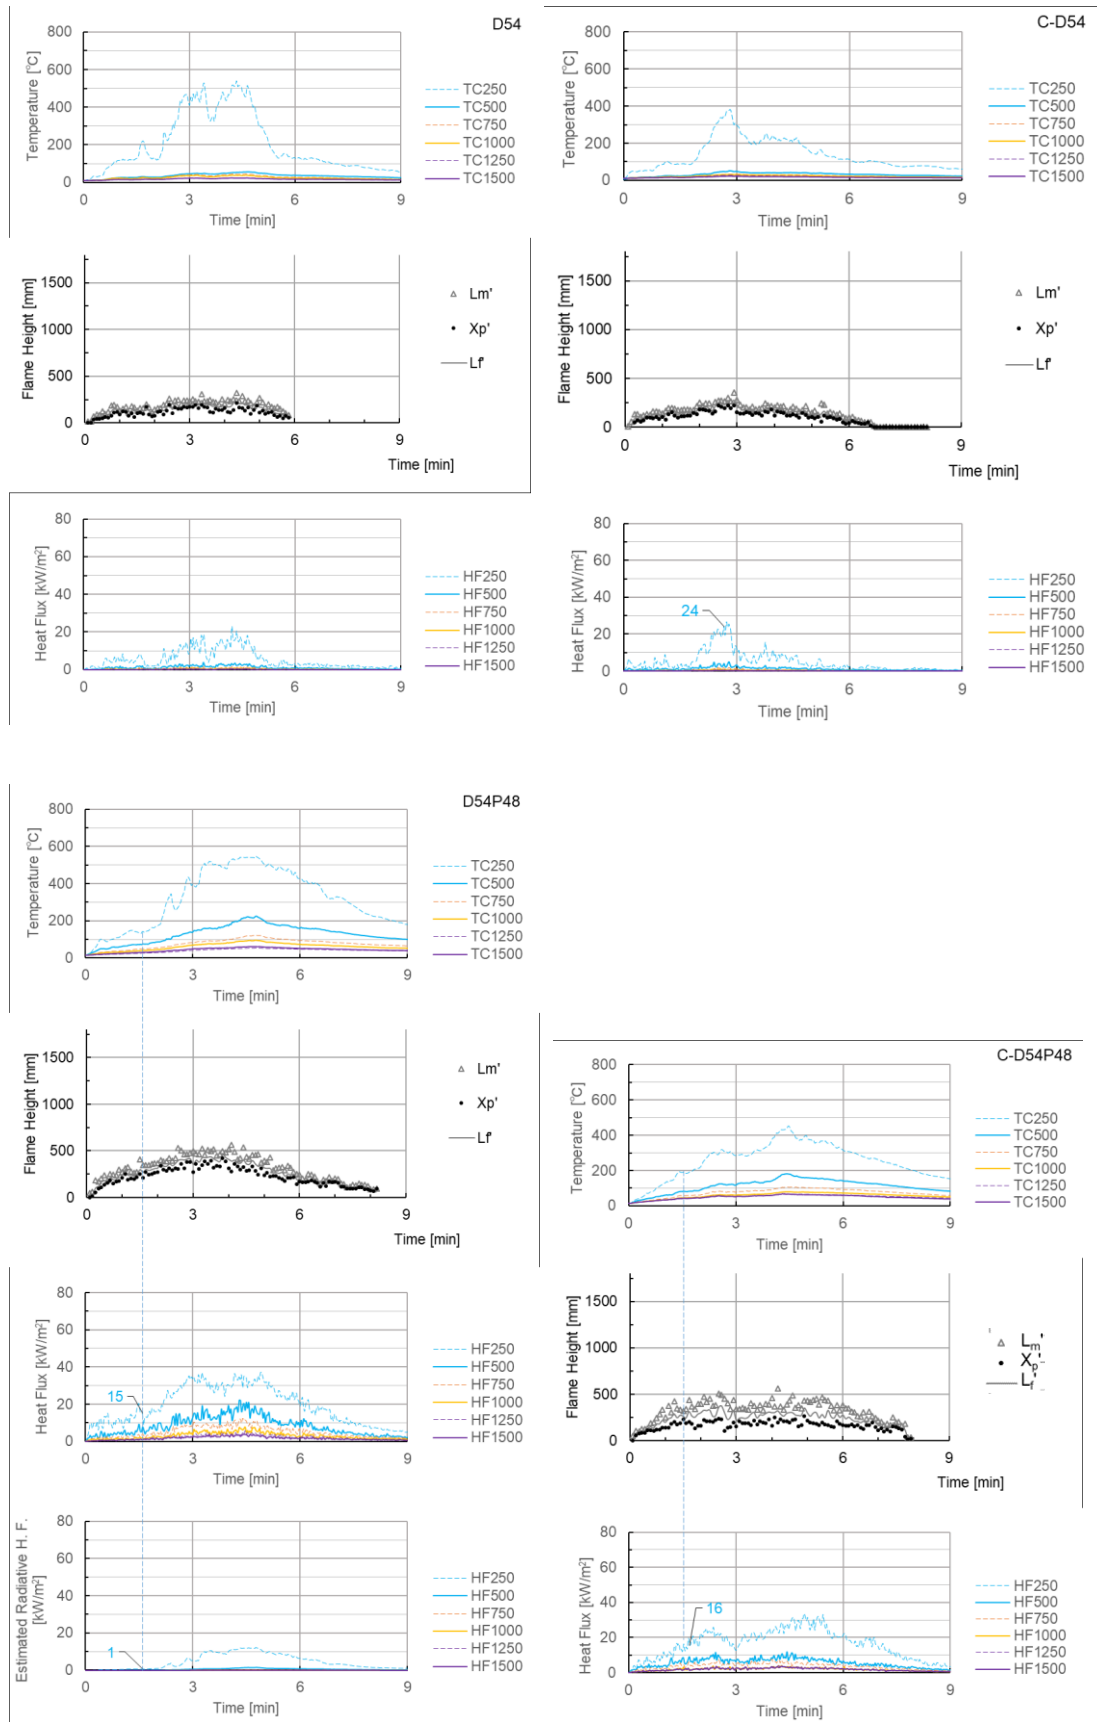 D54
Temperature [°C]
800
600
400
200
0
0
3
6
9
Time [min]
TC250
TC500
TC750
TC1000
TC1250
TC1500
C-D54
Temperature [°C]
800
600
400
200
0
0
3
6
9
Time [min]
TC250
TC500
TC750
TC1000
TC1250
TC1500
Flame Height [mm]
1500
1000
500
0
0
3
6
9
Time [min]
Lm'
Xp'
Lf'
Flame Height [mm]
1500
1000
500
0
0
3
6
9
Time [min]
Lm'
Xp'
Lf'
Heat Flux [kW/m²]
80
60
40
20
0
0
3
6
9
Time [min]
HF250
HF500
HF750
HF1000
HF1250
HF1500
Heat Flux [kW/m²]
80
60
40
20
0
24
0
3
6
9
Time [min]
HF250
HF500
HF750
HF1000
HF1250
HF1500
D54P48
Temperature [°C]
800
600
400
200
0
0
3
6
9
Time [min]
TC250
TC500
TC750
TC1000
TC1250
TC1500
Flame Height [mm]
1500
1000
500
0
0
3
6
9
Time [min]
Lm'
Xp'
Lf'
C-D54P48
Temperature [°C]
800
600
400
200
0
0
3
6
9
Time [min]
TC250
TC500
TC750
TC1000
TC1250
TC1500
Heat Flux [kW/m²]
80
60
40
20
0
15
0
3
6
9
Time [min]
HF250
HF500
HF750
HF1000
HF1250
HF1500
Flame Height [mm]
1500
1000
500
0
0
3
6
9
Time [min]
Lm'
Xp'
Lf'
Estimated Radiative H. F.
[kW/m²]
80
60
40
20
0
1
0
3
6
9
Time [min]
HF250
HF500
HF750
HF1000
HF1250
HF1500
Heat Flux [kW/m²]
80
60
40
20
0
16
0
3
6
9
Time [min]
HF250
HF500
HF750
HF1000
HF1250
HF1500